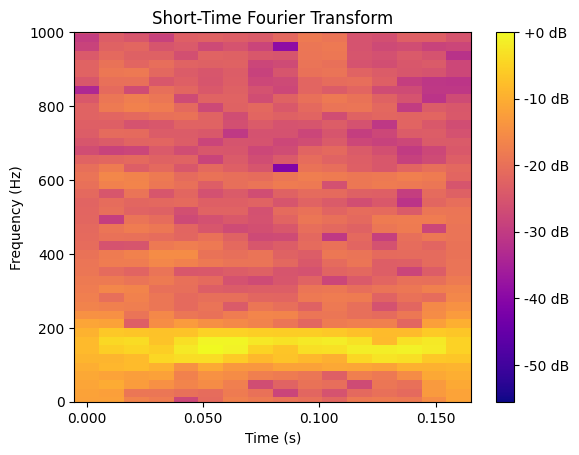 Short-Time Fourier Transform
1000
800
600
400
200
0
Frequency (Hz)
0.000
0.050
0.100
0.150
Time (s)
+0 dB
-10 dB
-20 dB
-30 dB
-40 dB
-50 dB